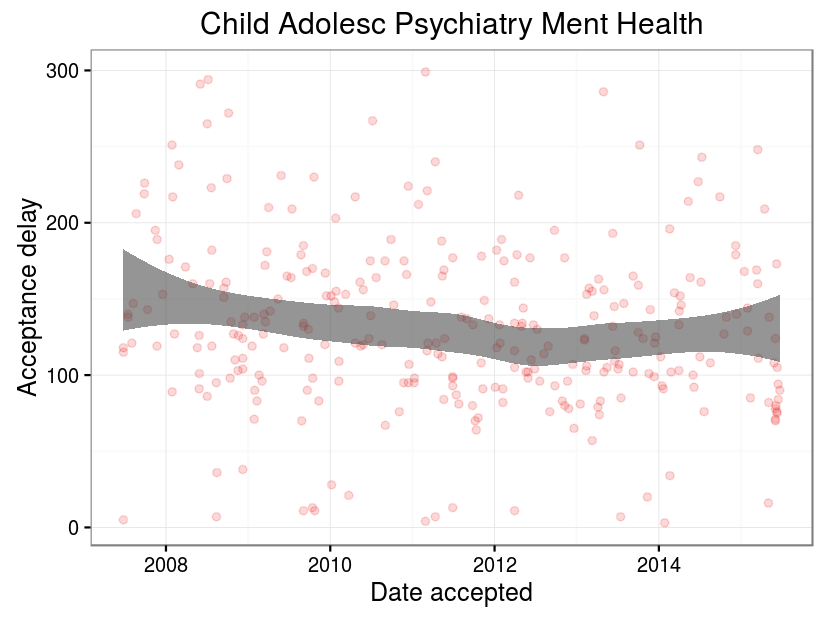 Child Adolesc Psychiatry Ment Health
300
200
100
0
Acceptance delay
2008 2010 2012 2014
Date accepted